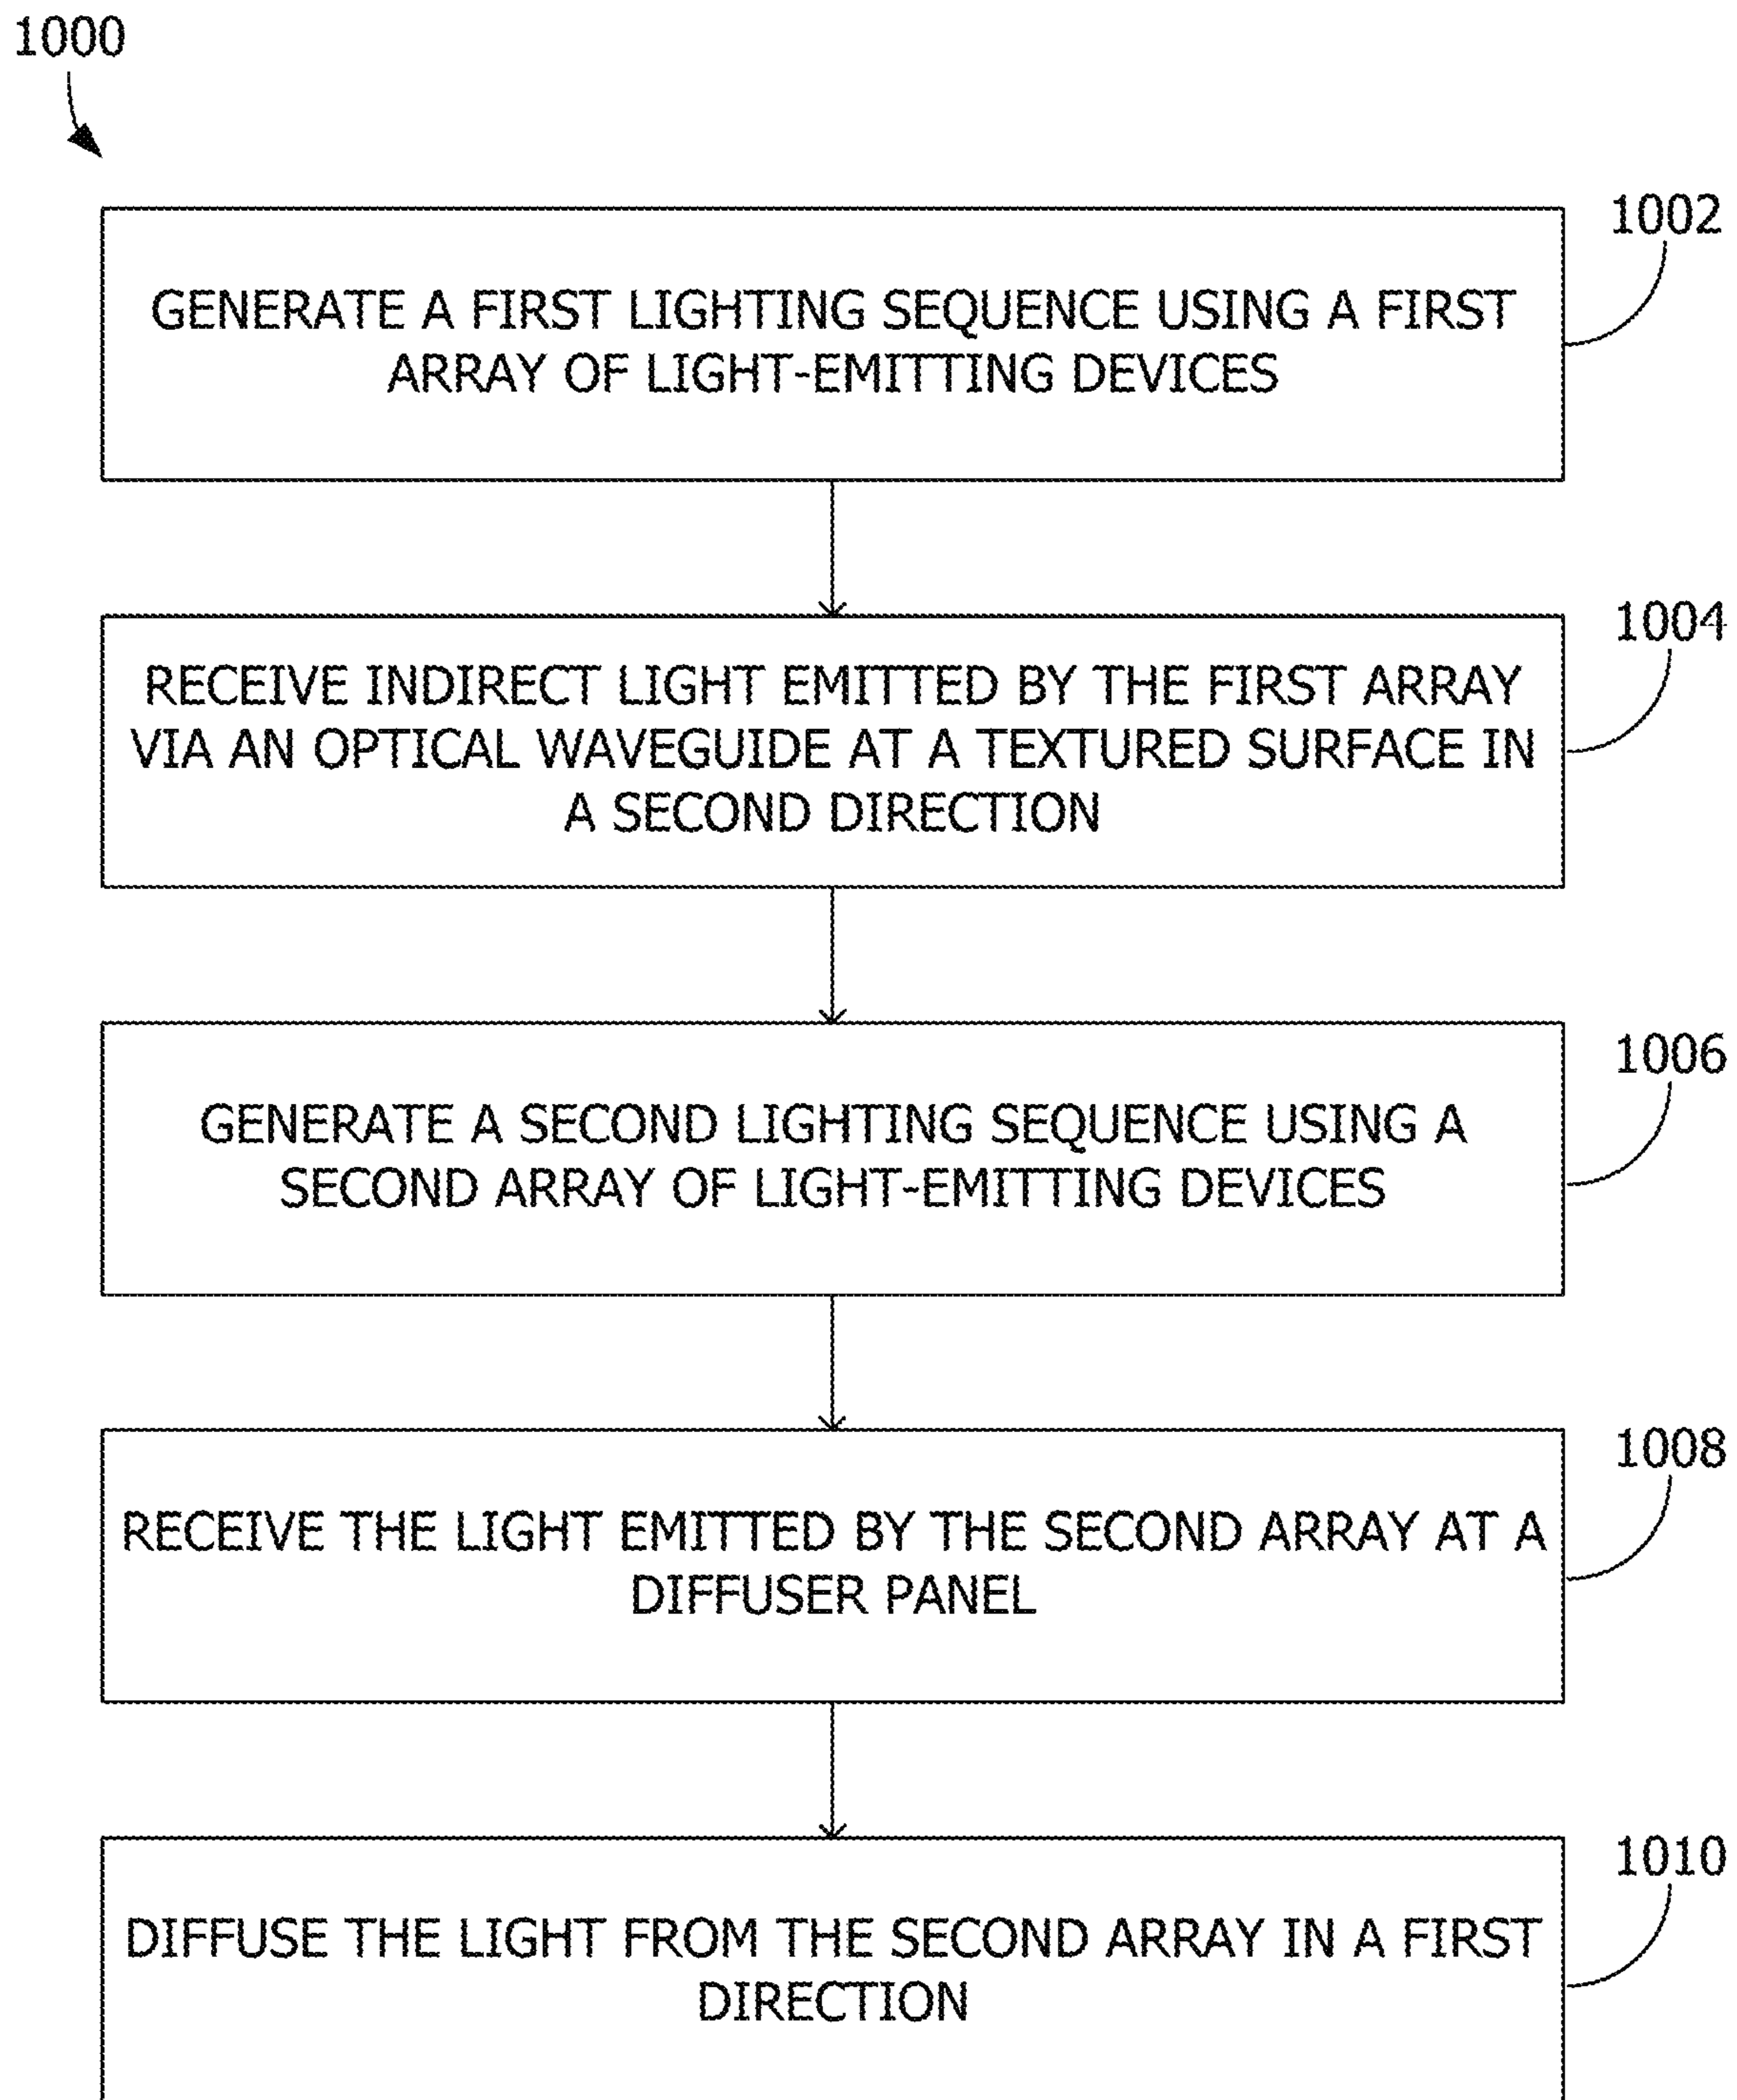 1000
1002
GENERATE A FIRST LIGHTING SEQUENCE USING A FIRST
ARRAY OF LIGHT-EMITTING DEVICES
1004
RECEIVE INDIRECT LIGHT EMITTED BY THE FIRST ARRAY
VIA AN OPTICAL WAVEGUIDE AT A TEXTURED SURFACE IN
A SECOND DIRECTION
1006
GENERATE A SECOND LIGHTING SEQUENCE USING A
SECOND ARRAY OF LIGHT-EMITTING DEVICES
1008
RECEIVE THE LIGHT EMITTED BY THE SECOND ARRAY AT A
DIFFUSER PANEL
1010
DIFFUSE THE LIGHT FROM THE SECOND ARRAY IN A FIRST
DIRECTION